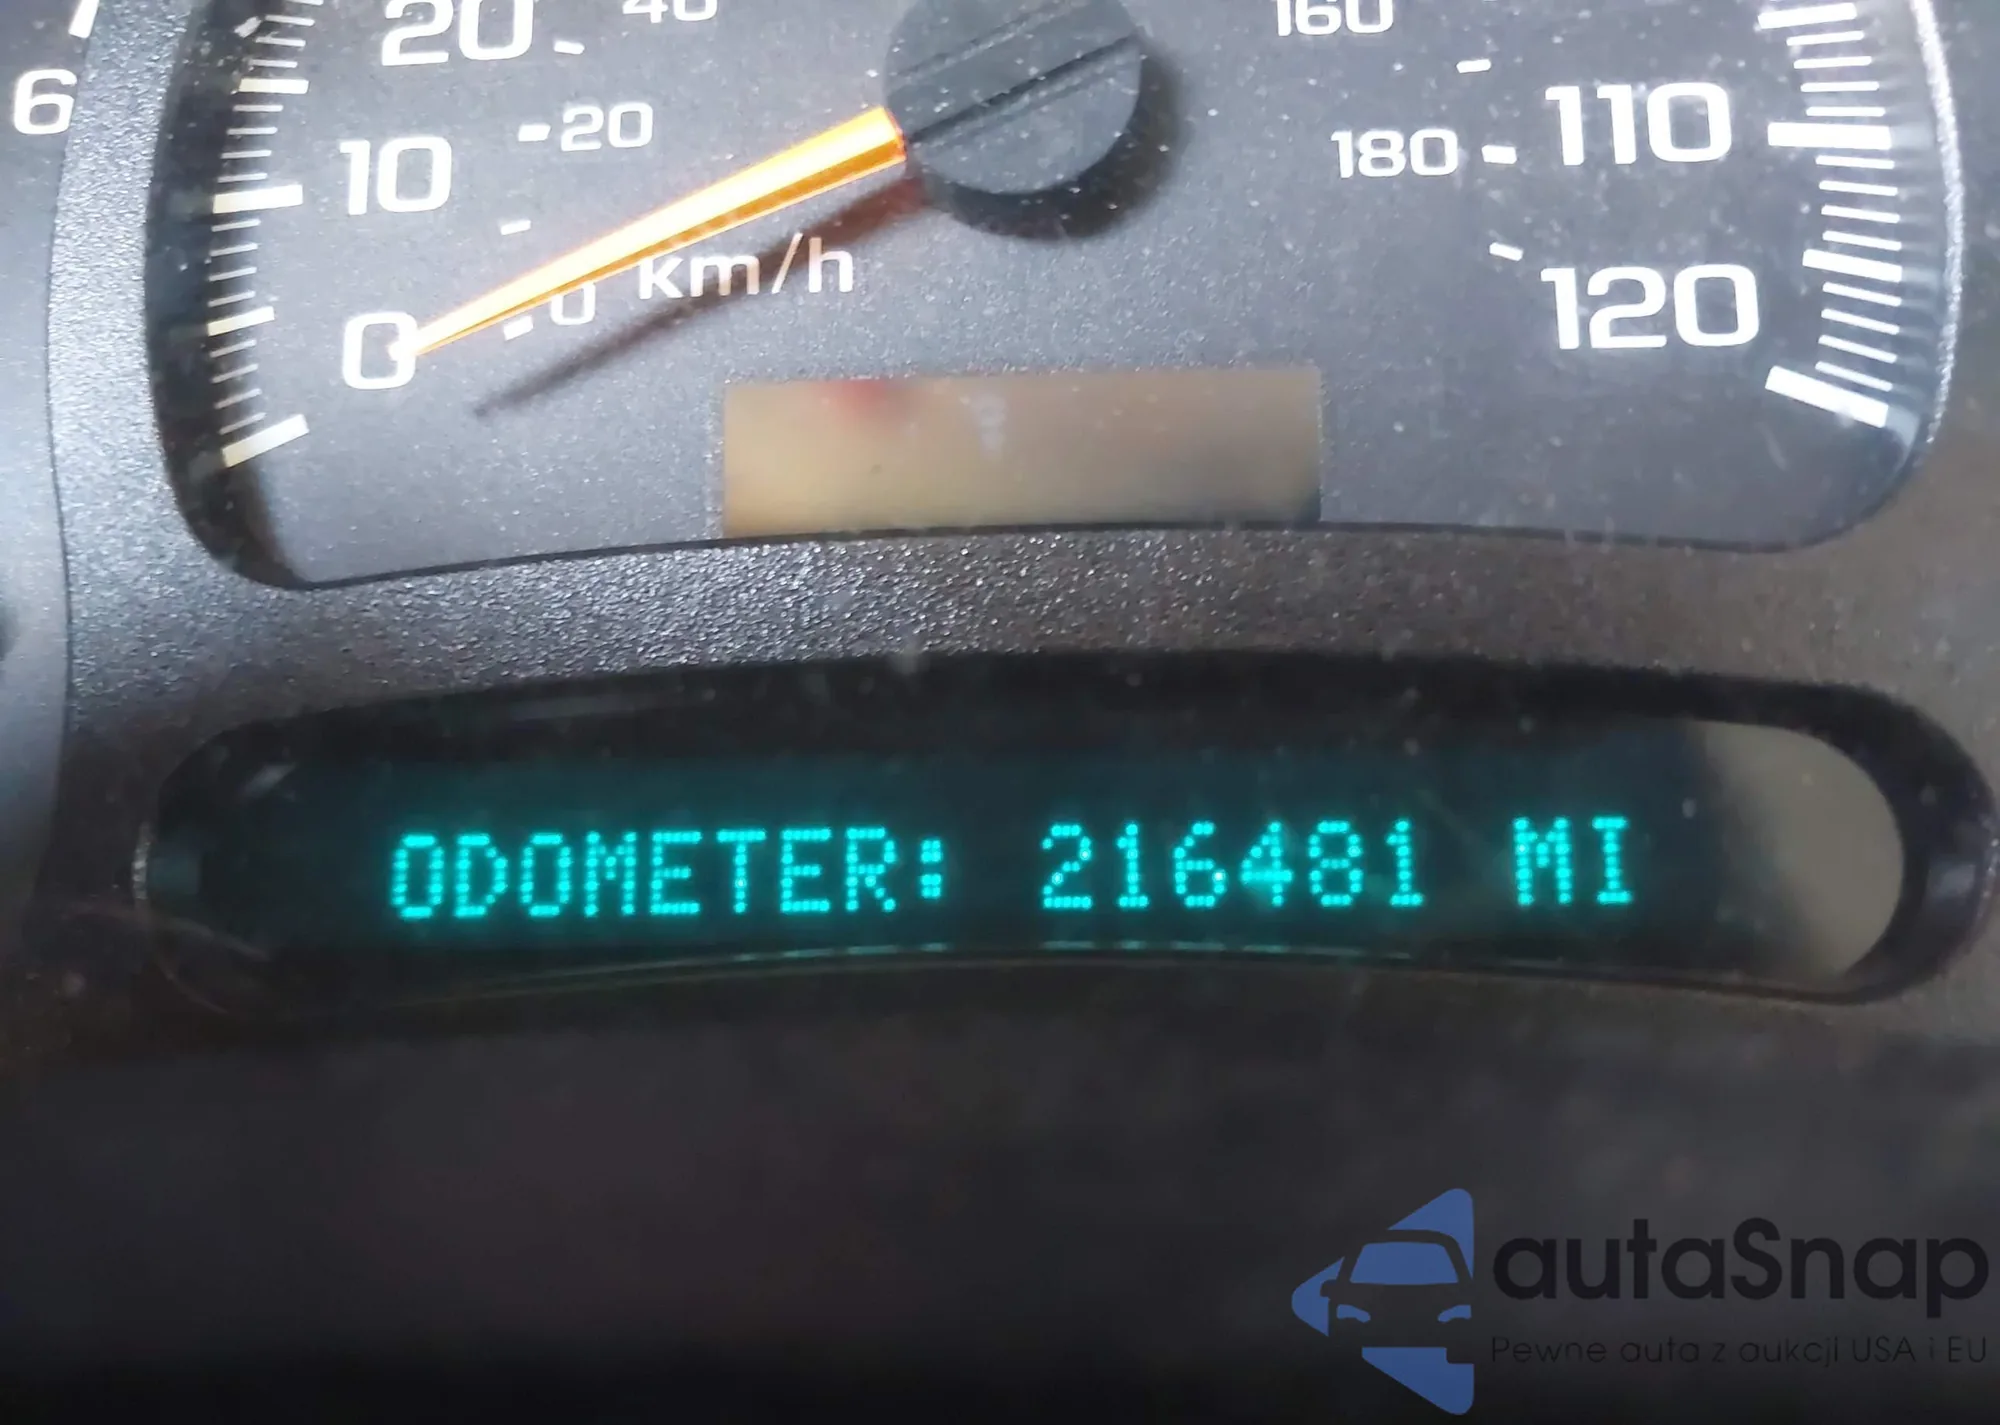 20 40 160
6 10 20 180 110
km/h
0 0 120
ODOMETER: 216481 MI
autaSnap
Pewne auta z aukcji USA i EU